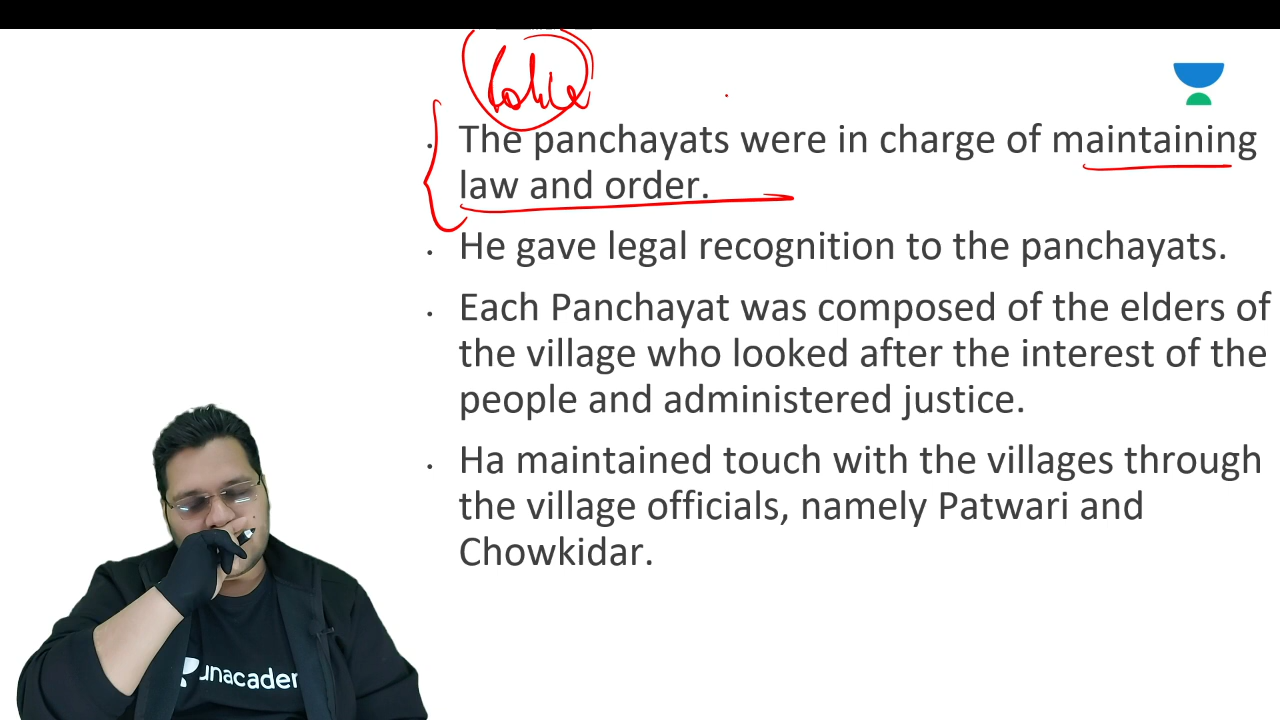 The panchayats were in charge of maintaining
law and order.
He gave legal recognition to the panchayats.
Each Panchayat was composed of the elders of
the village who looked after the interest of the
people and administered justice.
Ha maintained touch with the villages through
the village officials, namely Patwari and
Chowkidar.
unacader